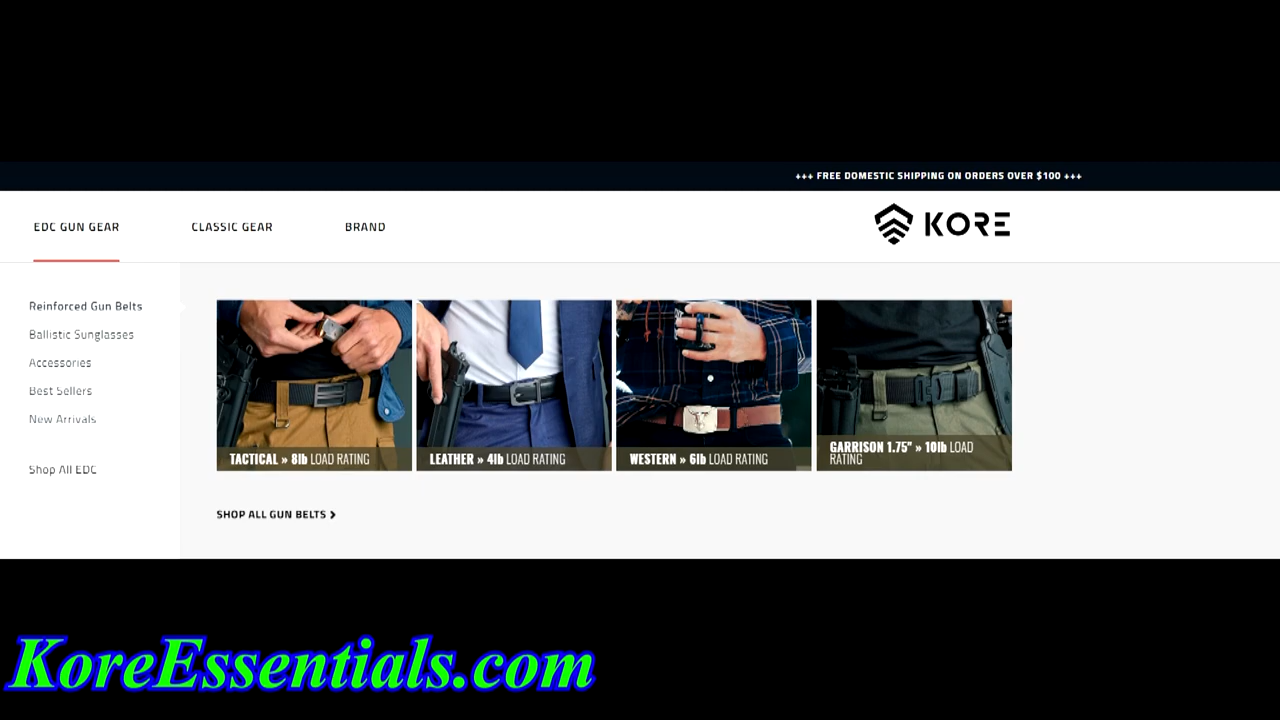 +++ FREE DOMESTIC SHIPPING ON ORDERS OVER $100 +++
EDC GUN GEAR
CLASSIC GEAR
BRAND
KORE
Reinforced Gun Belts
Ballistic Sunglasses
Accessories
Best Sellers
New Arrivals
Shop All EDC
TACTICAL » 8lb LOAD RATING
LEATHER » 4lb LOAD RATING
WESTERN » 6lb LOAD RATING
GARRISON 1.75" » 10lb LOAD
RATING
SHOP ALL GUN BELTS >
KoreEssentials.com